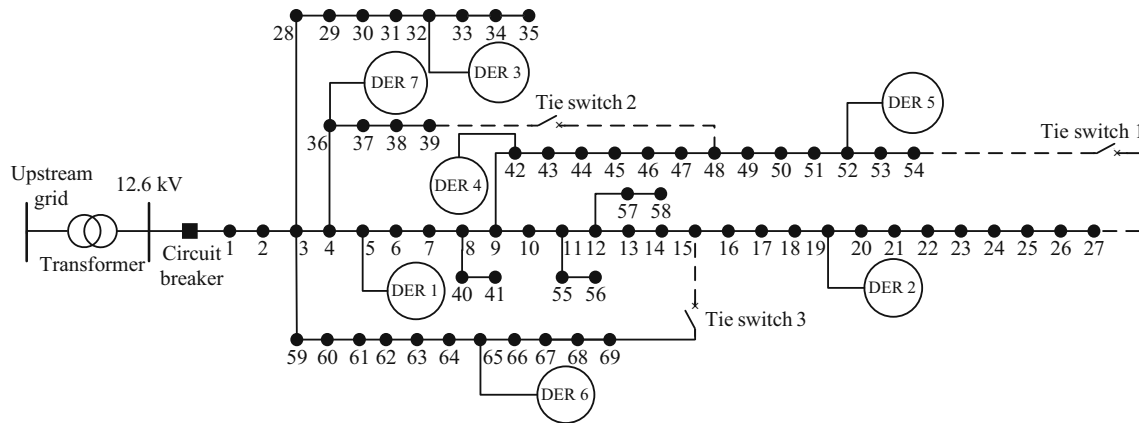 28 29 30 31 32 33 34 35
DER 3
DER 7
Tie switch 2
DER 5
Tie switch 1
36 37 38 39
DER 4
42 43 44 45 46 47 48 49 50 51 52 53 54
Upstream
grid
12.6 kV
57 58
Transformer
Circuit
breaker
1 2 3 4 5 6 7 8 9 10 11 12 13 14 15 16 17 18 19 20 21 22 23 24 25 26 27
40 41
55 56
DER 1
DER 2
Tie switch 3
59 60 61 62 63 64 65 66 67 68 69
DER 6